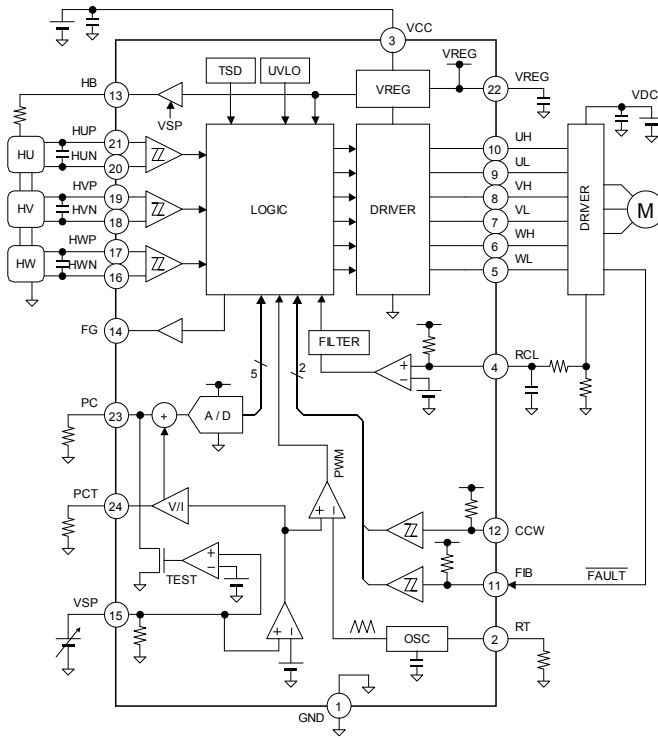 3
VCC
HB
13
TSD
UVLO
VREG
VREG
22
VREG
VDC
VSP
HUP
21
HU
HUN
20
UH
10
UL
9
HVP
19
HV
HVN
18
LOGIC
DRIVER
VH
8
VL
7
DRIVER
M
HWP
17
HW
HWN
16
WH
6
WL
5
FG
14
FILTER
5
2
+
−
4
RCL
PC
23
+
A / D
PWM
PCT
24
V/I
+ −
12
CCW
TEST
+
−
FIB
11
FAULT
VSP
15
+ −
OSC
2
RT
1
GND